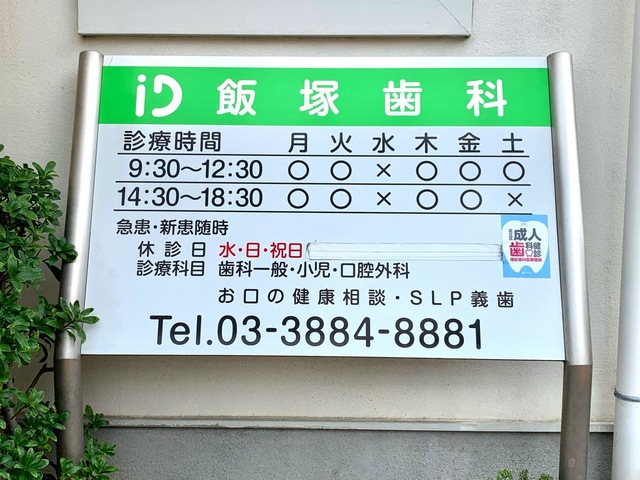 iD 飯塚歯科
診療時間 月 火 水 木 金 土
9:30〜12:30 ○ ○ × ○ ○ ○
14:30〜18:30 ○ ○ × ○ ○ ×
急患・新患随時
休診日 水・日・祝日
診療科目 歯科一般・小児・口腔外科
お口の健康相談・SLP義歯
Tel.03-3884-8881
成人
歯科健診